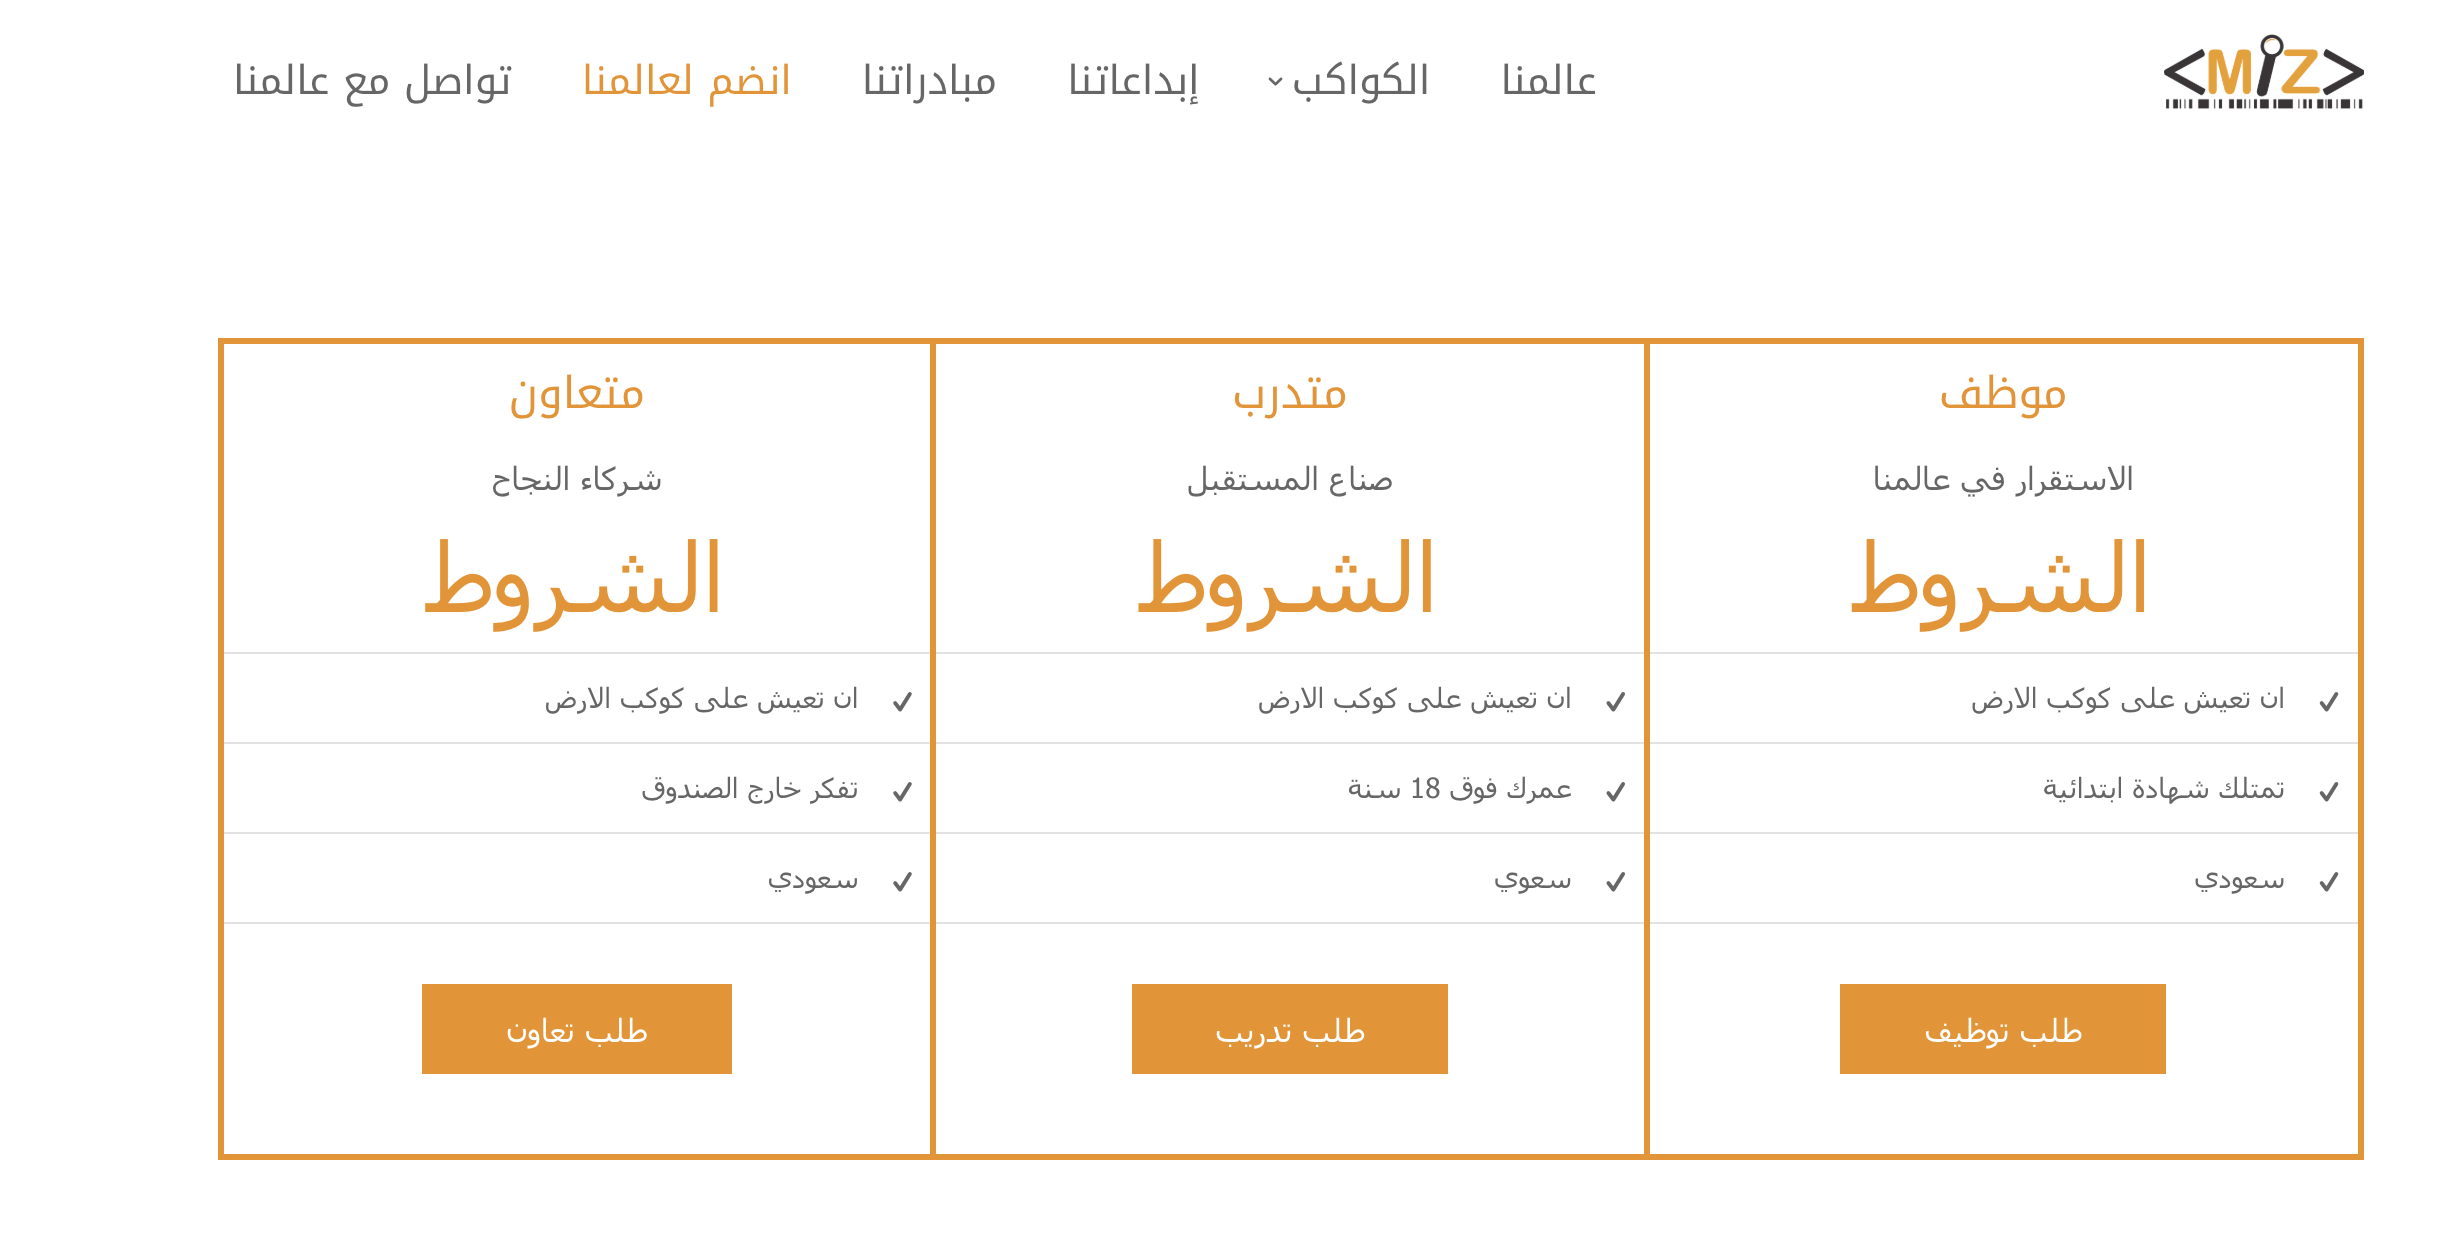 <MiZ>
عالمنا
الكواكب
إبداعاتنا
مبادراتنا
انضم لعالمنا
تواصل مع عالمنا
موظف
الاستقرار في عالمنا
الشروط
ان تعيش على كوكب الارض
تمتلك شهادة ابتدائية
سعودي
طلب توظيف
متدرب
صناع المستقبل
الشروط
ان تعيش على كوكب الارض
عمرك فوق 18 سنة
سعوي
طلب تدريب
متعاون
شركاء النجاح
الشروط
ان تعيش على كوكب الارض
تفكر خارج الصندوق
سعودي
طلب تعاون